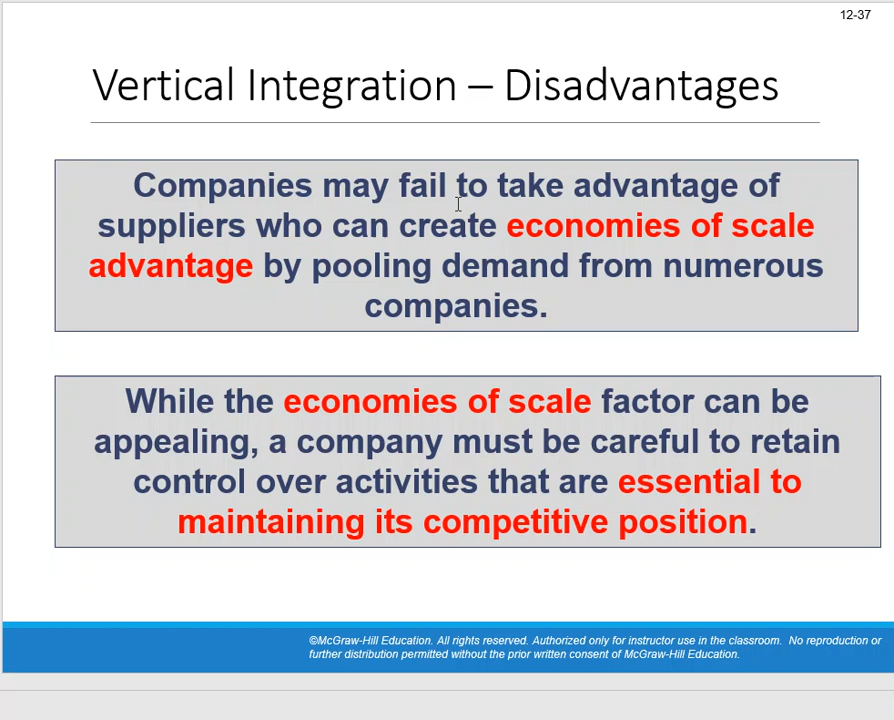 12-37
Vertical Integration – Disadvantages
Companies may fail to take advantage of
suppliers who can create economies of scale
advantage by pooling demand from numerous
companies.
While the economies of scale factor can be
appealing, a company must be careful to retain
control over activities that are essential to
maintaining its competitive position.
©McGraw-Hill Education. All rights reserved. Authorized only for instructor use in the classroom. No reproduction or
further distribution permitted without the prior written consent of McGraw-Hill Education.